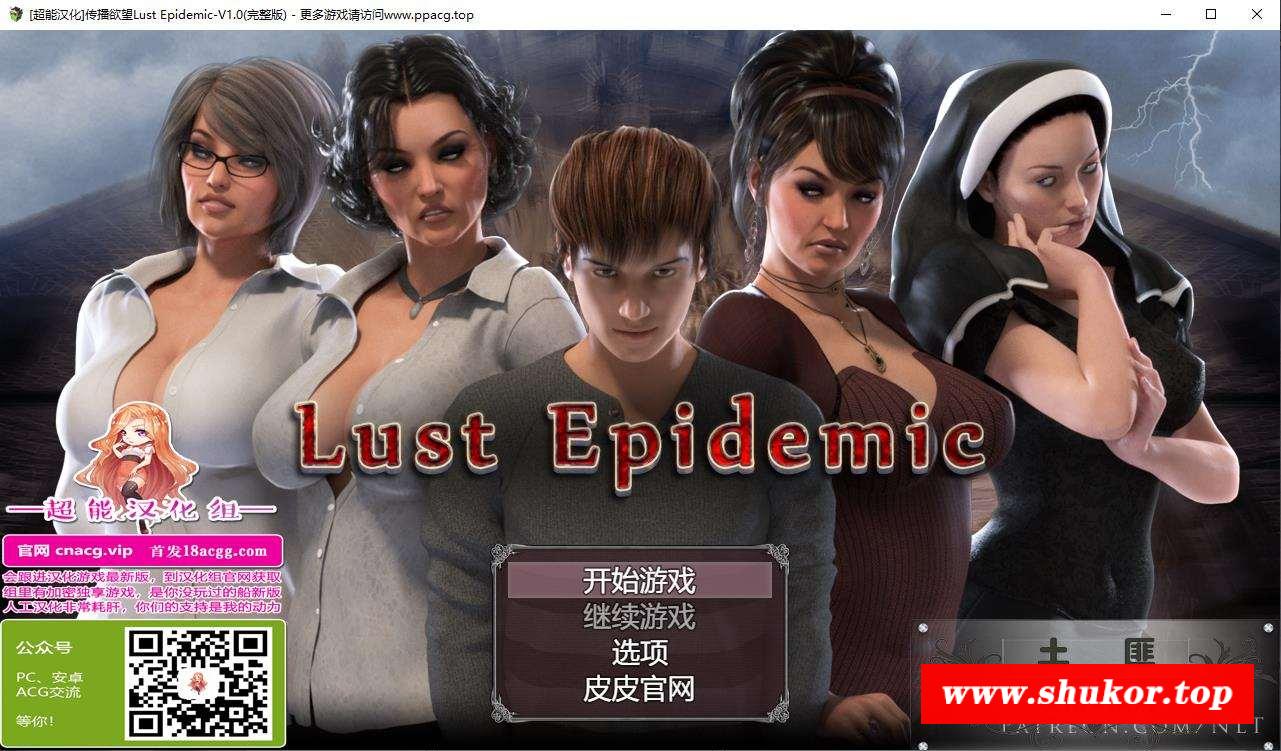 [超能汉化]传播欲望Lust Epidemic-V1.0(完整版) - 更多游戏请访问www.ppacg.top
Lust Epidemic
超能汉化组
官网 cnacg.vip 首发18acgg.com
会跟进汉化游戏最新版，到汉化组官网获取
组里有加密独享游戏，是你没玩过的船新版
人工汉化非常耗肝，你们的支持是我的动力
公众号
PC、安卓
ACG交流
等你！
开始游戏
继续游戏
选项
皮皮官网
土 匪
www.shukor.top
PATREON.COM/NLT